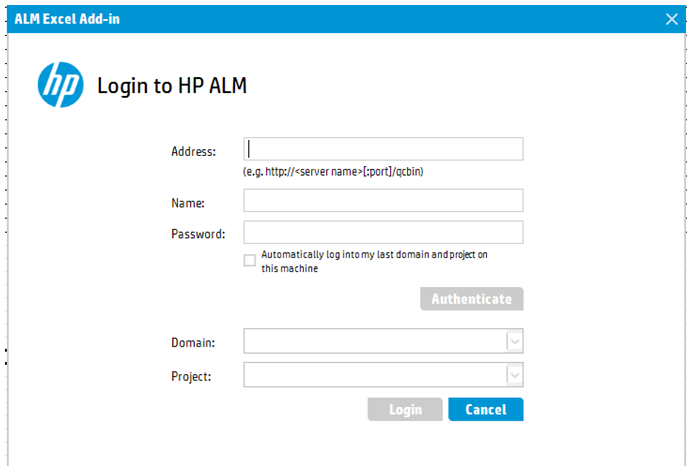 ALM Excel Add-in
hp
Login to HP ALM
Address:
(e.g. http://<server name>[:port]/qcbin)
Name:
Password:
Automatically log into my last domain and project on
this machine
Authenticate
Domain:
Project:
Login Cancel